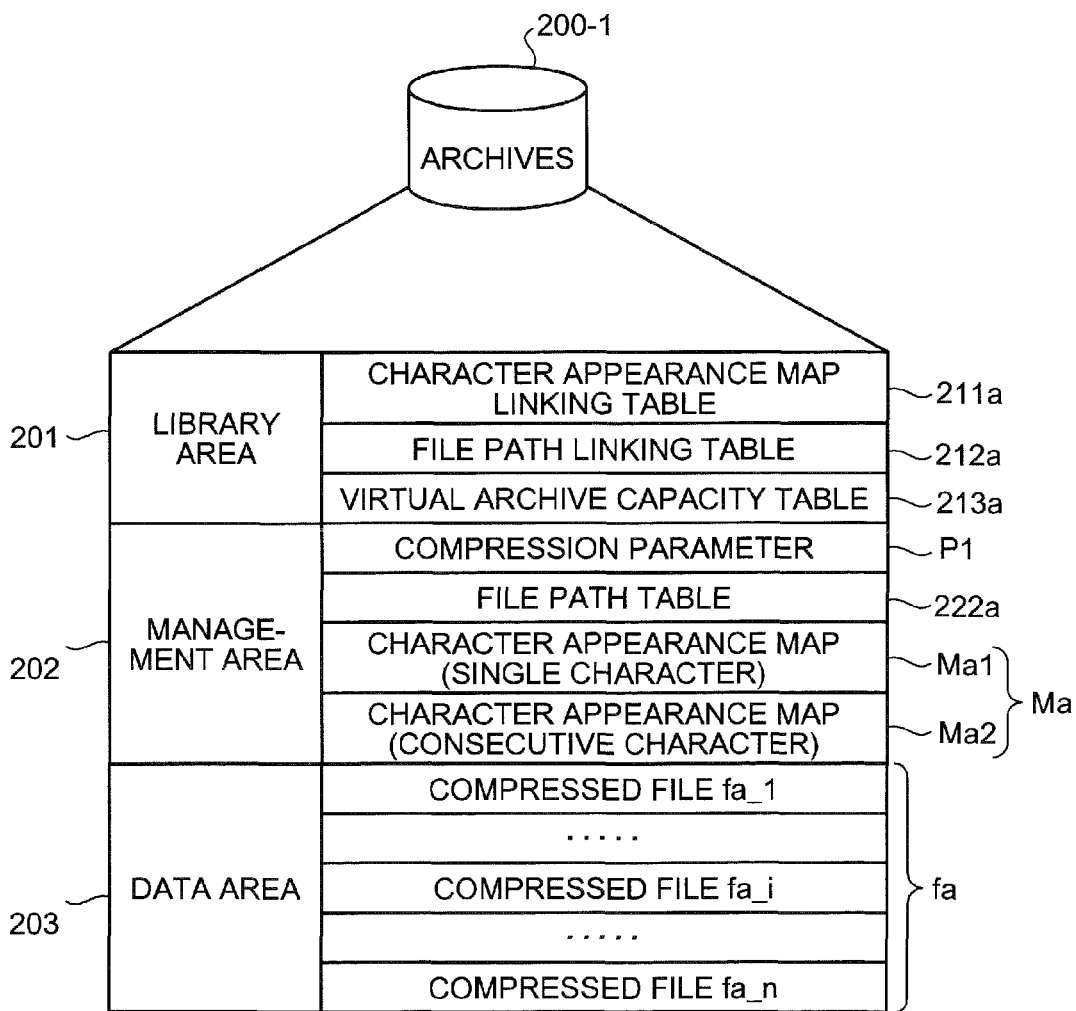 200-1
ARCHIVES
201
LIBRARY
AREA
CHARACTER APPEARANCE MAP
LINKING TABLE
211a
FILE PATH LINKING TABLE
212a
VIRTUAL ARCHIVE CAPACITY TABLE
213a
202
MANAGE-
MENT AREA
COMPRESSION PARAMETER
P1
FILE PATH TABLE
222a
CHARACTER APPEARANCE MAP
(SINGLE CHARACTER)
Ma1
CHARACTER APPEARANCE MAP
(CONSECUTIVE CHARACTER)
Ma2
Ma
203
DATA AREA
COMPRESSED FILE fa_1
.....
COMPRESSED FILE fa_i
.....
COMPRESSED FILE fa_n
fa